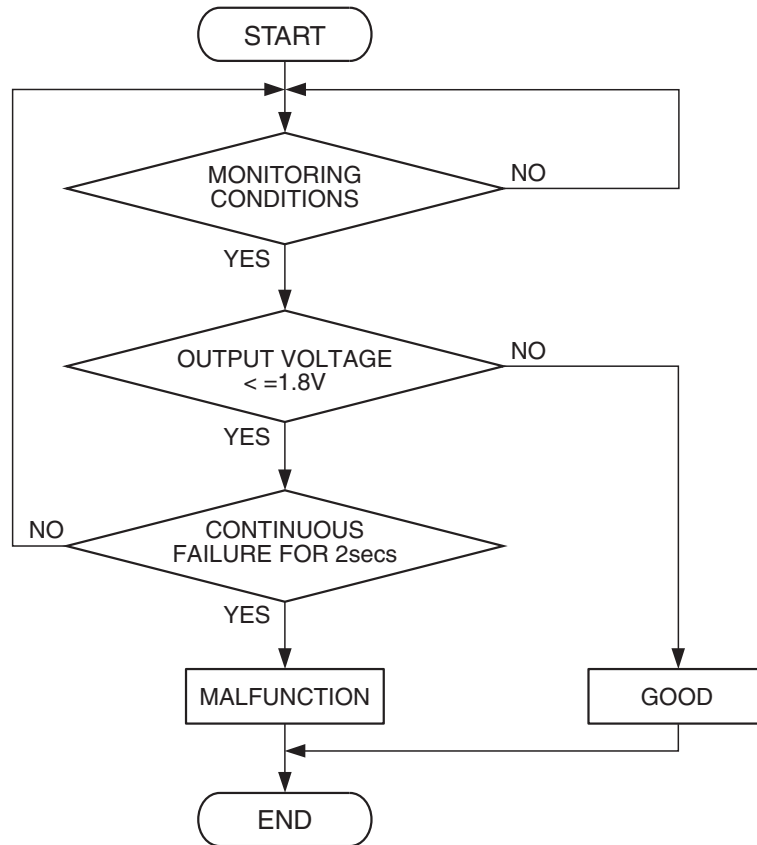 START
MONITORING
CONDITIONS
NO
YES
OUTPUT VOLTAGE
< =1.8V
NO
YES
CONTINUOUS
FAILURE FOR 2secs
NO
YES
MALFUNCTION
GOOD
END